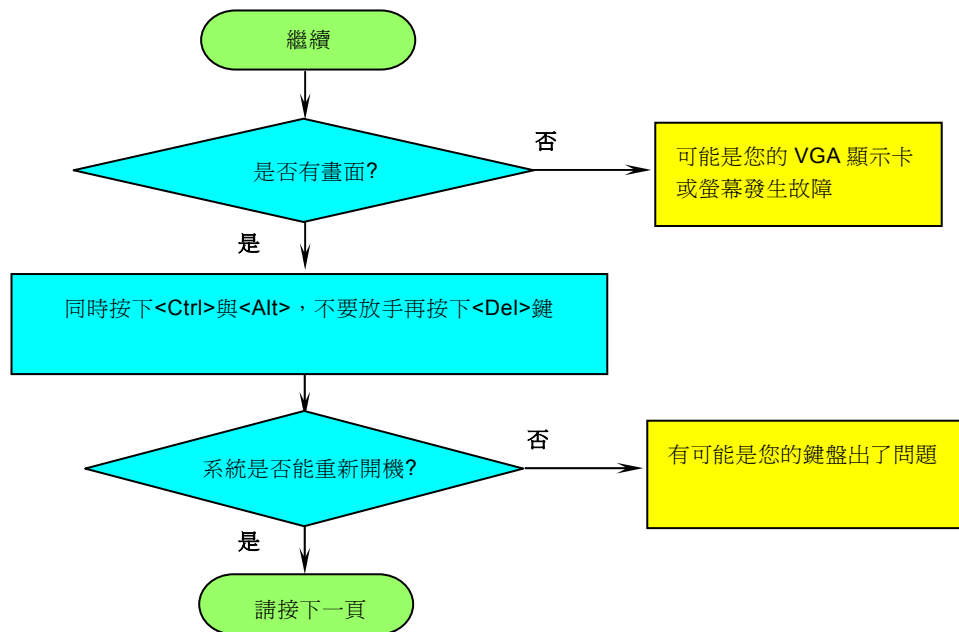 繼續
是否有畫面?
否
可能是您的 VGA 顯示卡
或螢幕發生故障
是
同時按下<Ctrl>與<Alt>，不要放手再按下<Del>鍵
系統是否能重新開機?
否
有可能是您的鍵盤出了問題
是
請接下一頁